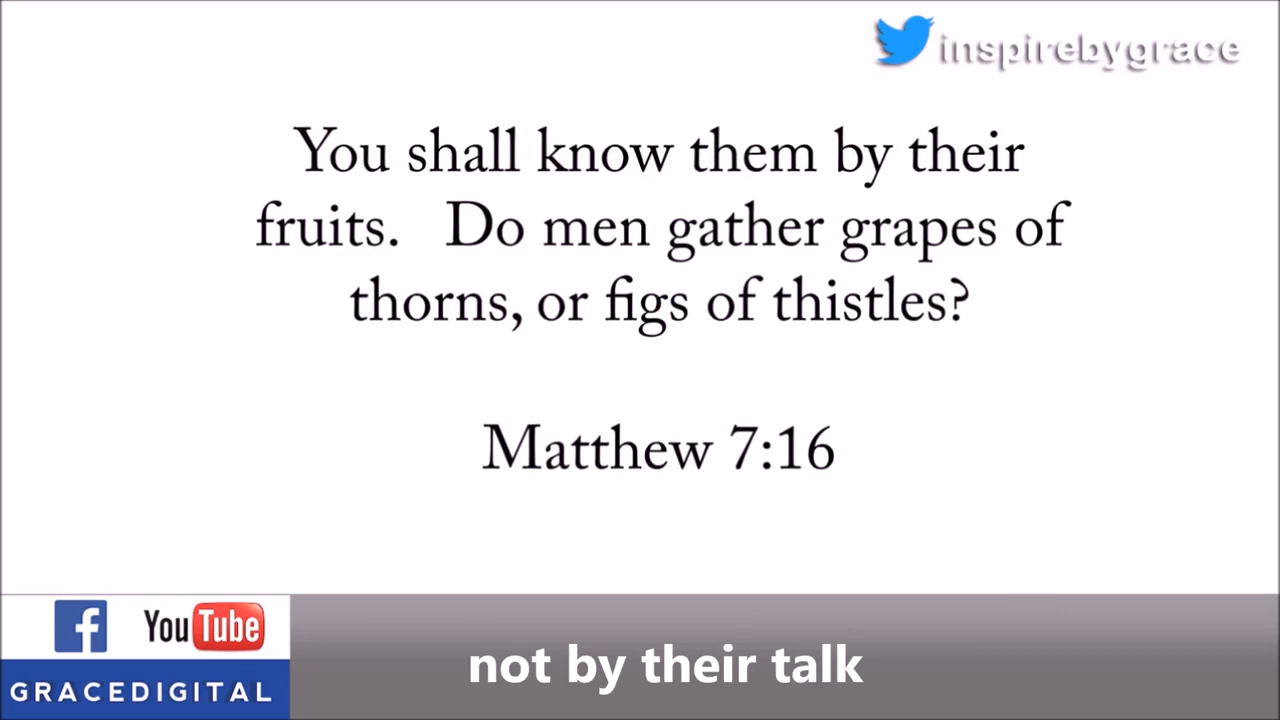 inspirebygrace
You shall know them by their
fruits. Do men gather grapes of
thorns, or figs of thistles?
Matthew 7:16
f YouTube
GRACEDIGITAL
not by their talk